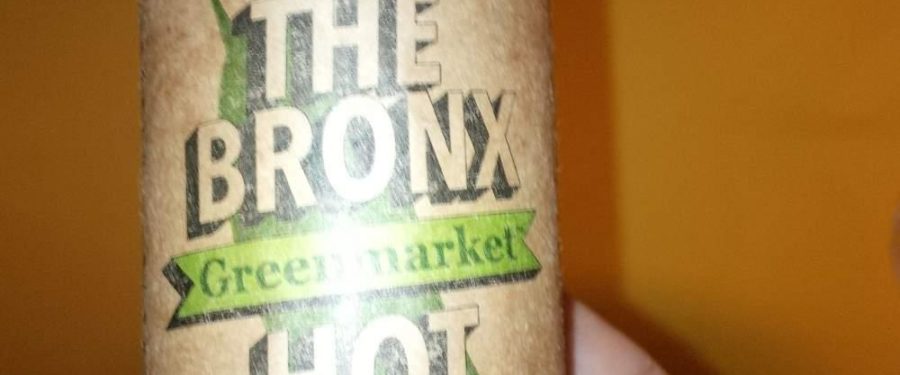 THE
BRONX
Greenmarket
HOT